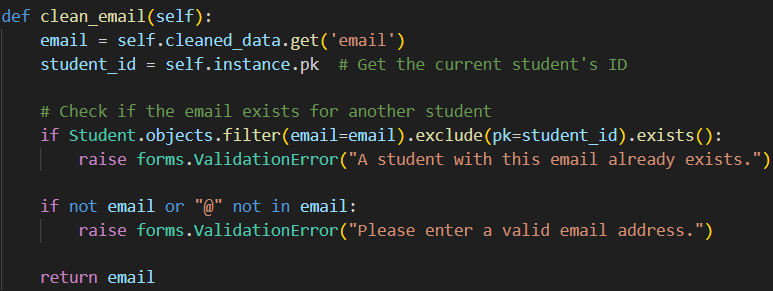 def clean_email(self):
    email = self.cleaned_data.get('email')
    student_id = self.instance.pk  # Get the current student's ID

    # Check if the email exists for another student
    if Student.objects.filter(email=email).exclude(pk=student_id).exists():
        raise forms.ValidationError("A student with this email already exists.")

    if not email or "@" not in email:
        raise forms.ValidationError("Please enter a valid email address.")

    return email